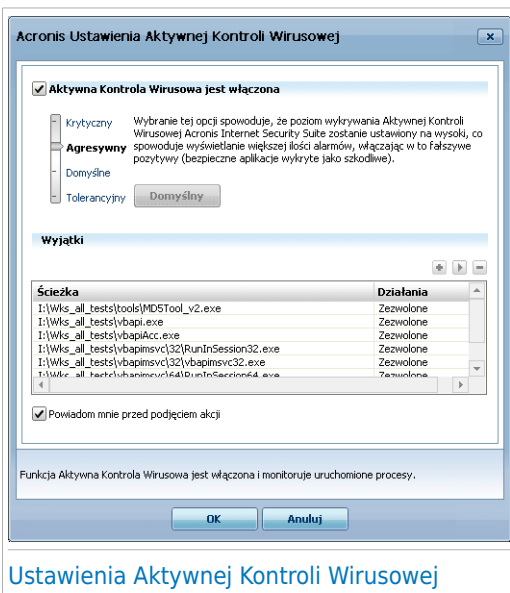 Acronis Ustawienia Aktywnej Kontroli Wirusowej
Aktywna Kontrola Wirusowa jest włączona
Krytyczny
Agresywny
Domyślne
Tolerancyjny
Wybranie tej opcji spowoduje, że poziom wykrywania Aktywnej Kontroli
Wirusowej Acronis Internet Security Suite zostanie ustawiony na wysoki, co
spowoduje wyświetlanie większej ilości alarmów, włączając w to fałszywe
pozytywy (bezpieczne aplikacje wykryte jako szkodliwe).
Domyślny
Wyjątki
Ścieżka Działania
I:\Wks_all_tests\tools\MD5Tool_v2.exe Zezwolone
I:\Wks_all_tests\vbapi.exe Zezwolone
I:\Wks_all_tests\vbapiAcc.exe Zezwolone
I:\Wks_all_tests\vbapimsvc\32\RunInSession32.exe Zezwolone
I:\Wks_all_tests\vbapimsvc\32\vbapimsvc32.exe Zezwolone
I:\Wks_all_tests\vbapimsvc\64\RunInSession64.exe Zezwolone
Powiadom mnie przed podjęciem akcji
Funkcja Aktywna Kontrola Wirusowa jest włączona i monitoruje uruchomione procesy.
OK Anuluj
Ustawienia Aktywnej Kontroli Wirusowej